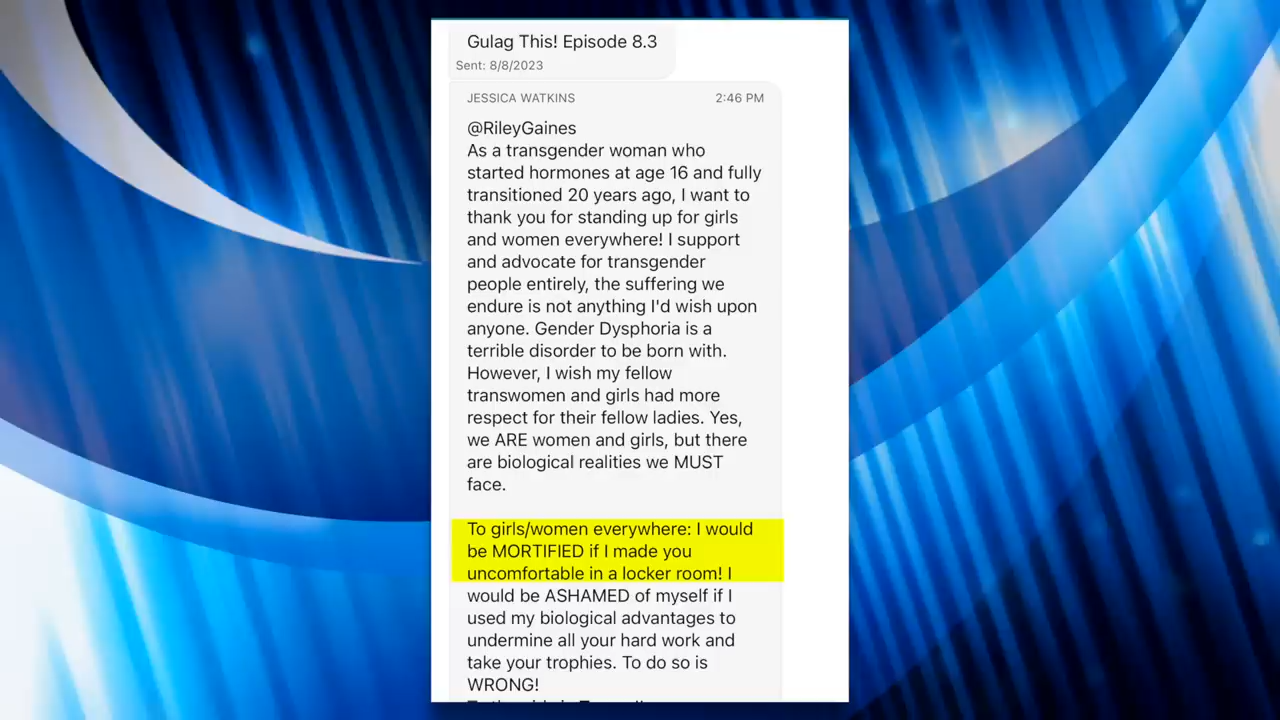 Gulag This! Episode 8.3
Sent: 8/8/2023
JESSICA WATKINS 2:46 PM
@RileyGaines
As a transgender woman who
started hormones at age 16 and fully
transitioned 20 years ago, I want to
thank you for standing up for girls
and women everywhere! I support
and advocate for transgender
people entirely, the suffering we
endure is not anything I'd wish upon
anyone. Gender Dysphoria is a
terrible disorder to be born with.
However, I wish my fellow
transwomen and girls had more
respect for their fellow ladies. Yes,
we ARE women and girls, but there
are biological realities we MUST
face.
To girls/women everywhere: I would
be MORTIFIED if I made you
uncomfortable in a locker room! I
would be ASHAMED of myself if I
used my biological advantages to
undermine all your hard work and
take your trophies. To do so is
WRONG!